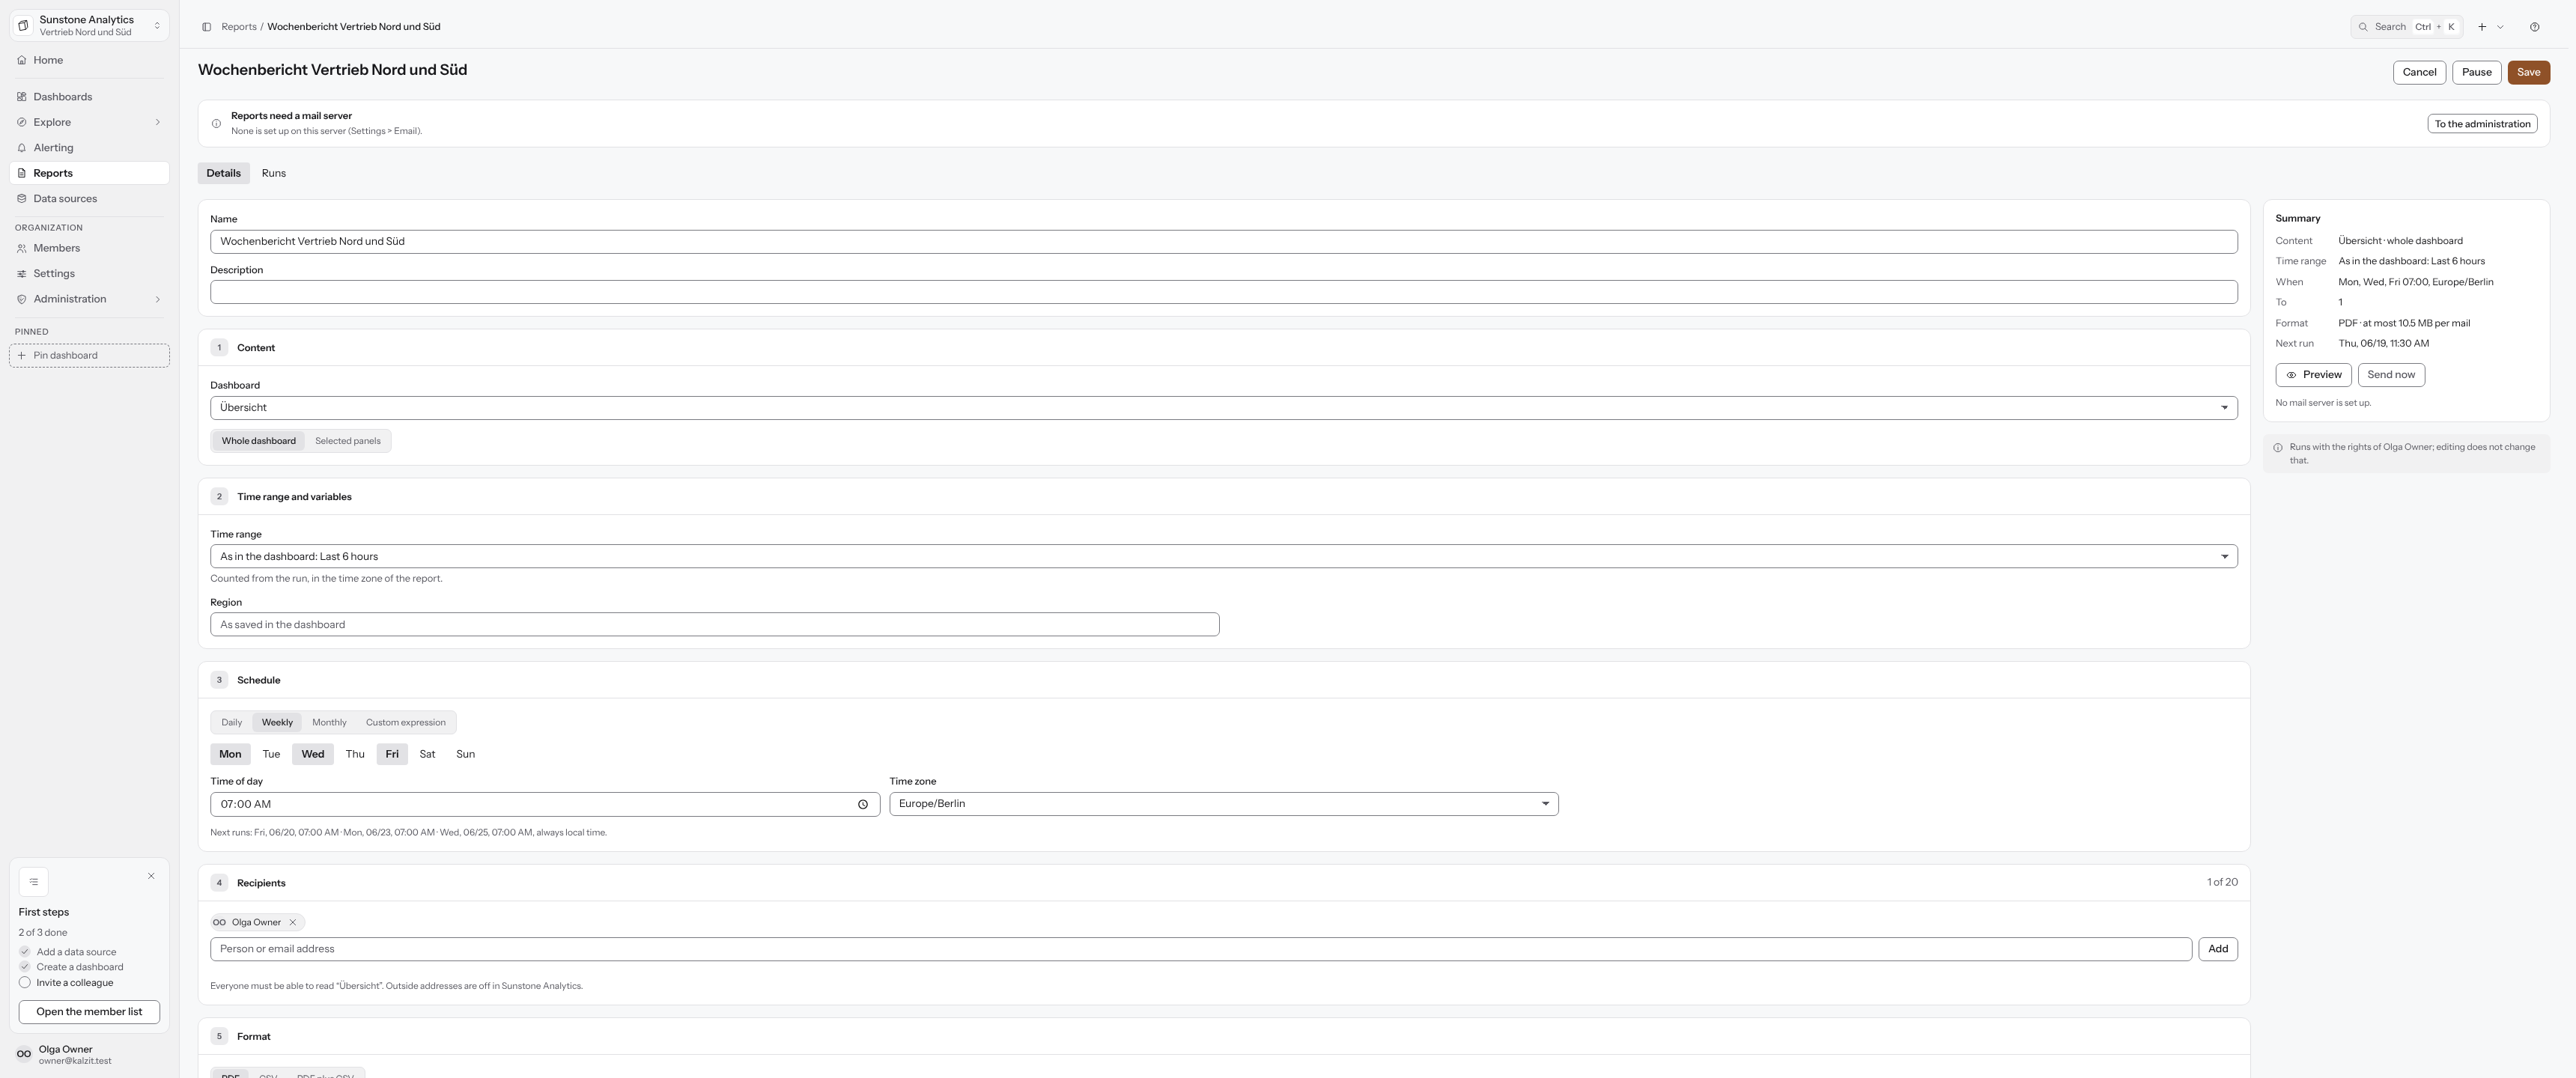 Sunstone Analytics
Vertrieb Nord und Süd
Home
Dashboards
Explore
Alerting
Reports
Data sources
ORGANIZATION
Members
Settings
Administration
PINNED
Pin dashboard
First steps
2 of 3 done
Add a data source
Create a dashboard
Invite a colleague
Open the member list
OO Olga Owner
owner@kalzit.test
Reports / Wochenbericht Vertrieb Nord und Süd
Search Ctrl + K
Wochenbericht Vertrieb Nord und Süd
Cancel Pause Save
Reports need a mail server
None is set up on this server (Settings > Email).
To the administration
Details Runs
Name
Wochenbericht Vertrieb Nord und Süd
Description
1 Content
Dashboard
Übersicht
Whole dashboard Selected panels
2 Time range and variables
Time range
As in the dashboard: Last 6 hours
Counted from the run, in the time zone of the report.
Region
As saved in the dashboard
3 Schedule
Daily Weekly Monthly Custom expression
Mon Tue Wed Thu Fri Sat Sun
Time of day Time zone
07:00 AM Europe/Berlin
Next runs: Fri, 06/20, 07:00 AM · Mon, 06/23, 07:00 AM · Wed, 06/25, 07:00 AM, always local time.
4 Recipients 1 of 20
OO Olga Owner
Person or email address Add
Everyone must be able to read “Übersicht”. Outside addresses are off in Sunstone Analytics.
5 Format
PDF CSV PDF plus CSV
Summary
Content Übersicht · whole dashboard
Time range As in the dashboard: Last 6 hours
When Mon, Wed, Fri 07:00, Europe/Berlin
To 1
Format PDF · at most 10.5 MB per mail
Next run Thu, 06/19, 11:30 AM
Preview Send now
No mail server is set up.
Runs with the rights of Olga Owner; editing does not change
that.